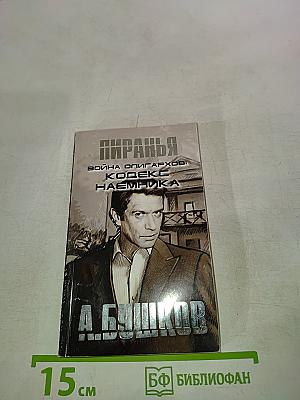 ПИРАНЬЯ
ВОЙНА ОЛИГАРХОВ
КОДЕКС
НАЕМНИКА
А.БУШКОВ
15 см
БФ БИБЛИОФАН